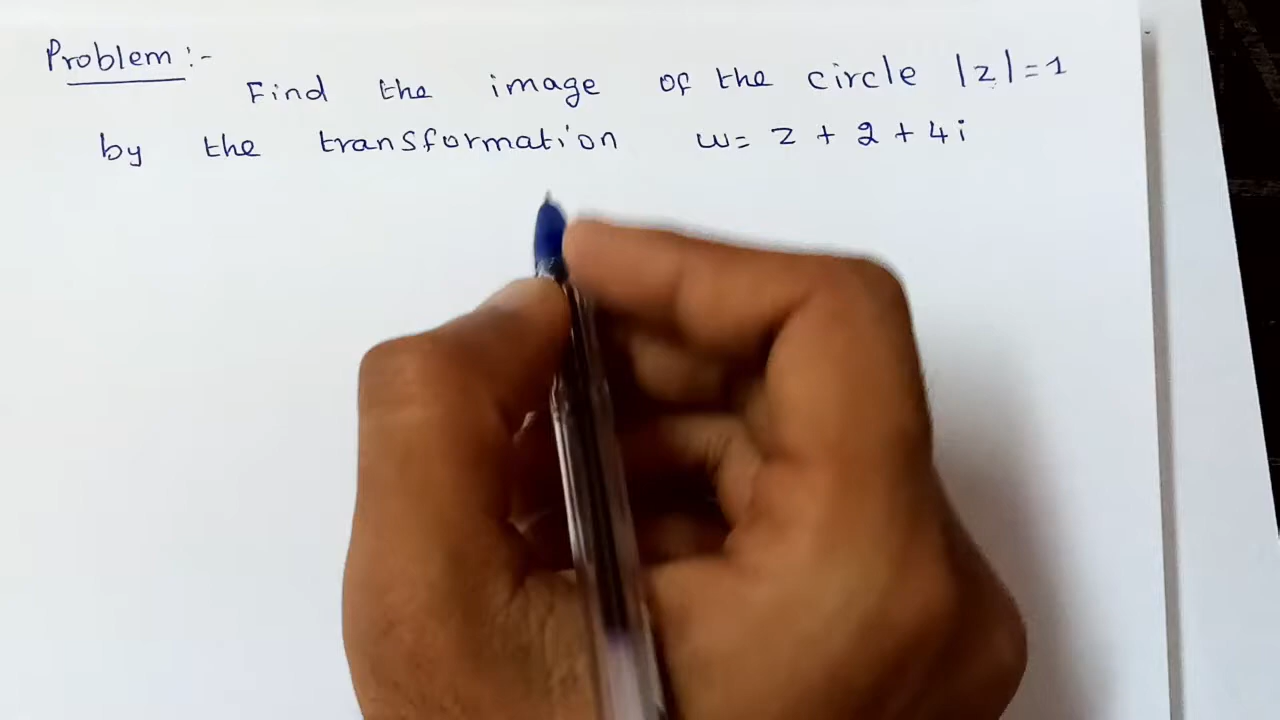 Problem :-
Find the image of the circle |z|=1
by the transformation w= z + 2 + 4i